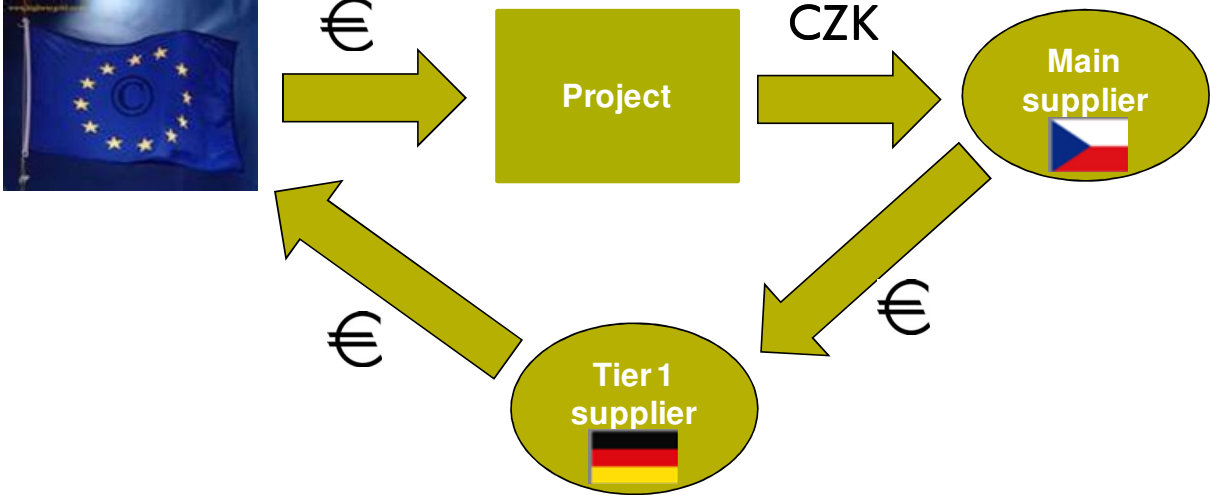 €
CZK
Project
Main
supplier
©
€
€
Tier 1
supplier